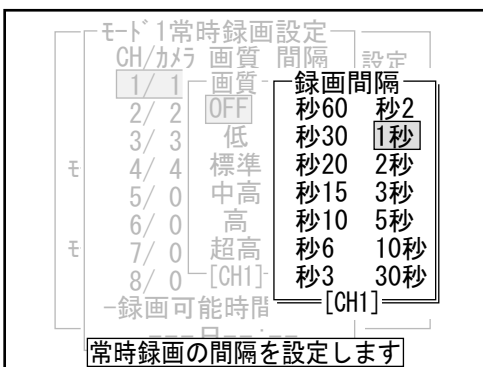 モード1常時録画設定
CH/カメラ 画質 間隔 設定
1/ 1 画質 録画間隔
2/ 2 OFF 秒60 秒2
3/ 3 低 秒30 1秒
モ 4/ 4 標準 秒20 2秒
5/ 0 中高 秒15 3秒
6/ 0 高 秒10 5秒
モ 7/ 0 超高 秒6 10秒
8/ 0 [CH1] 秒3 30秒
録画可能時間 [CH1]
---日--:--
常時録画の間隔を設定します